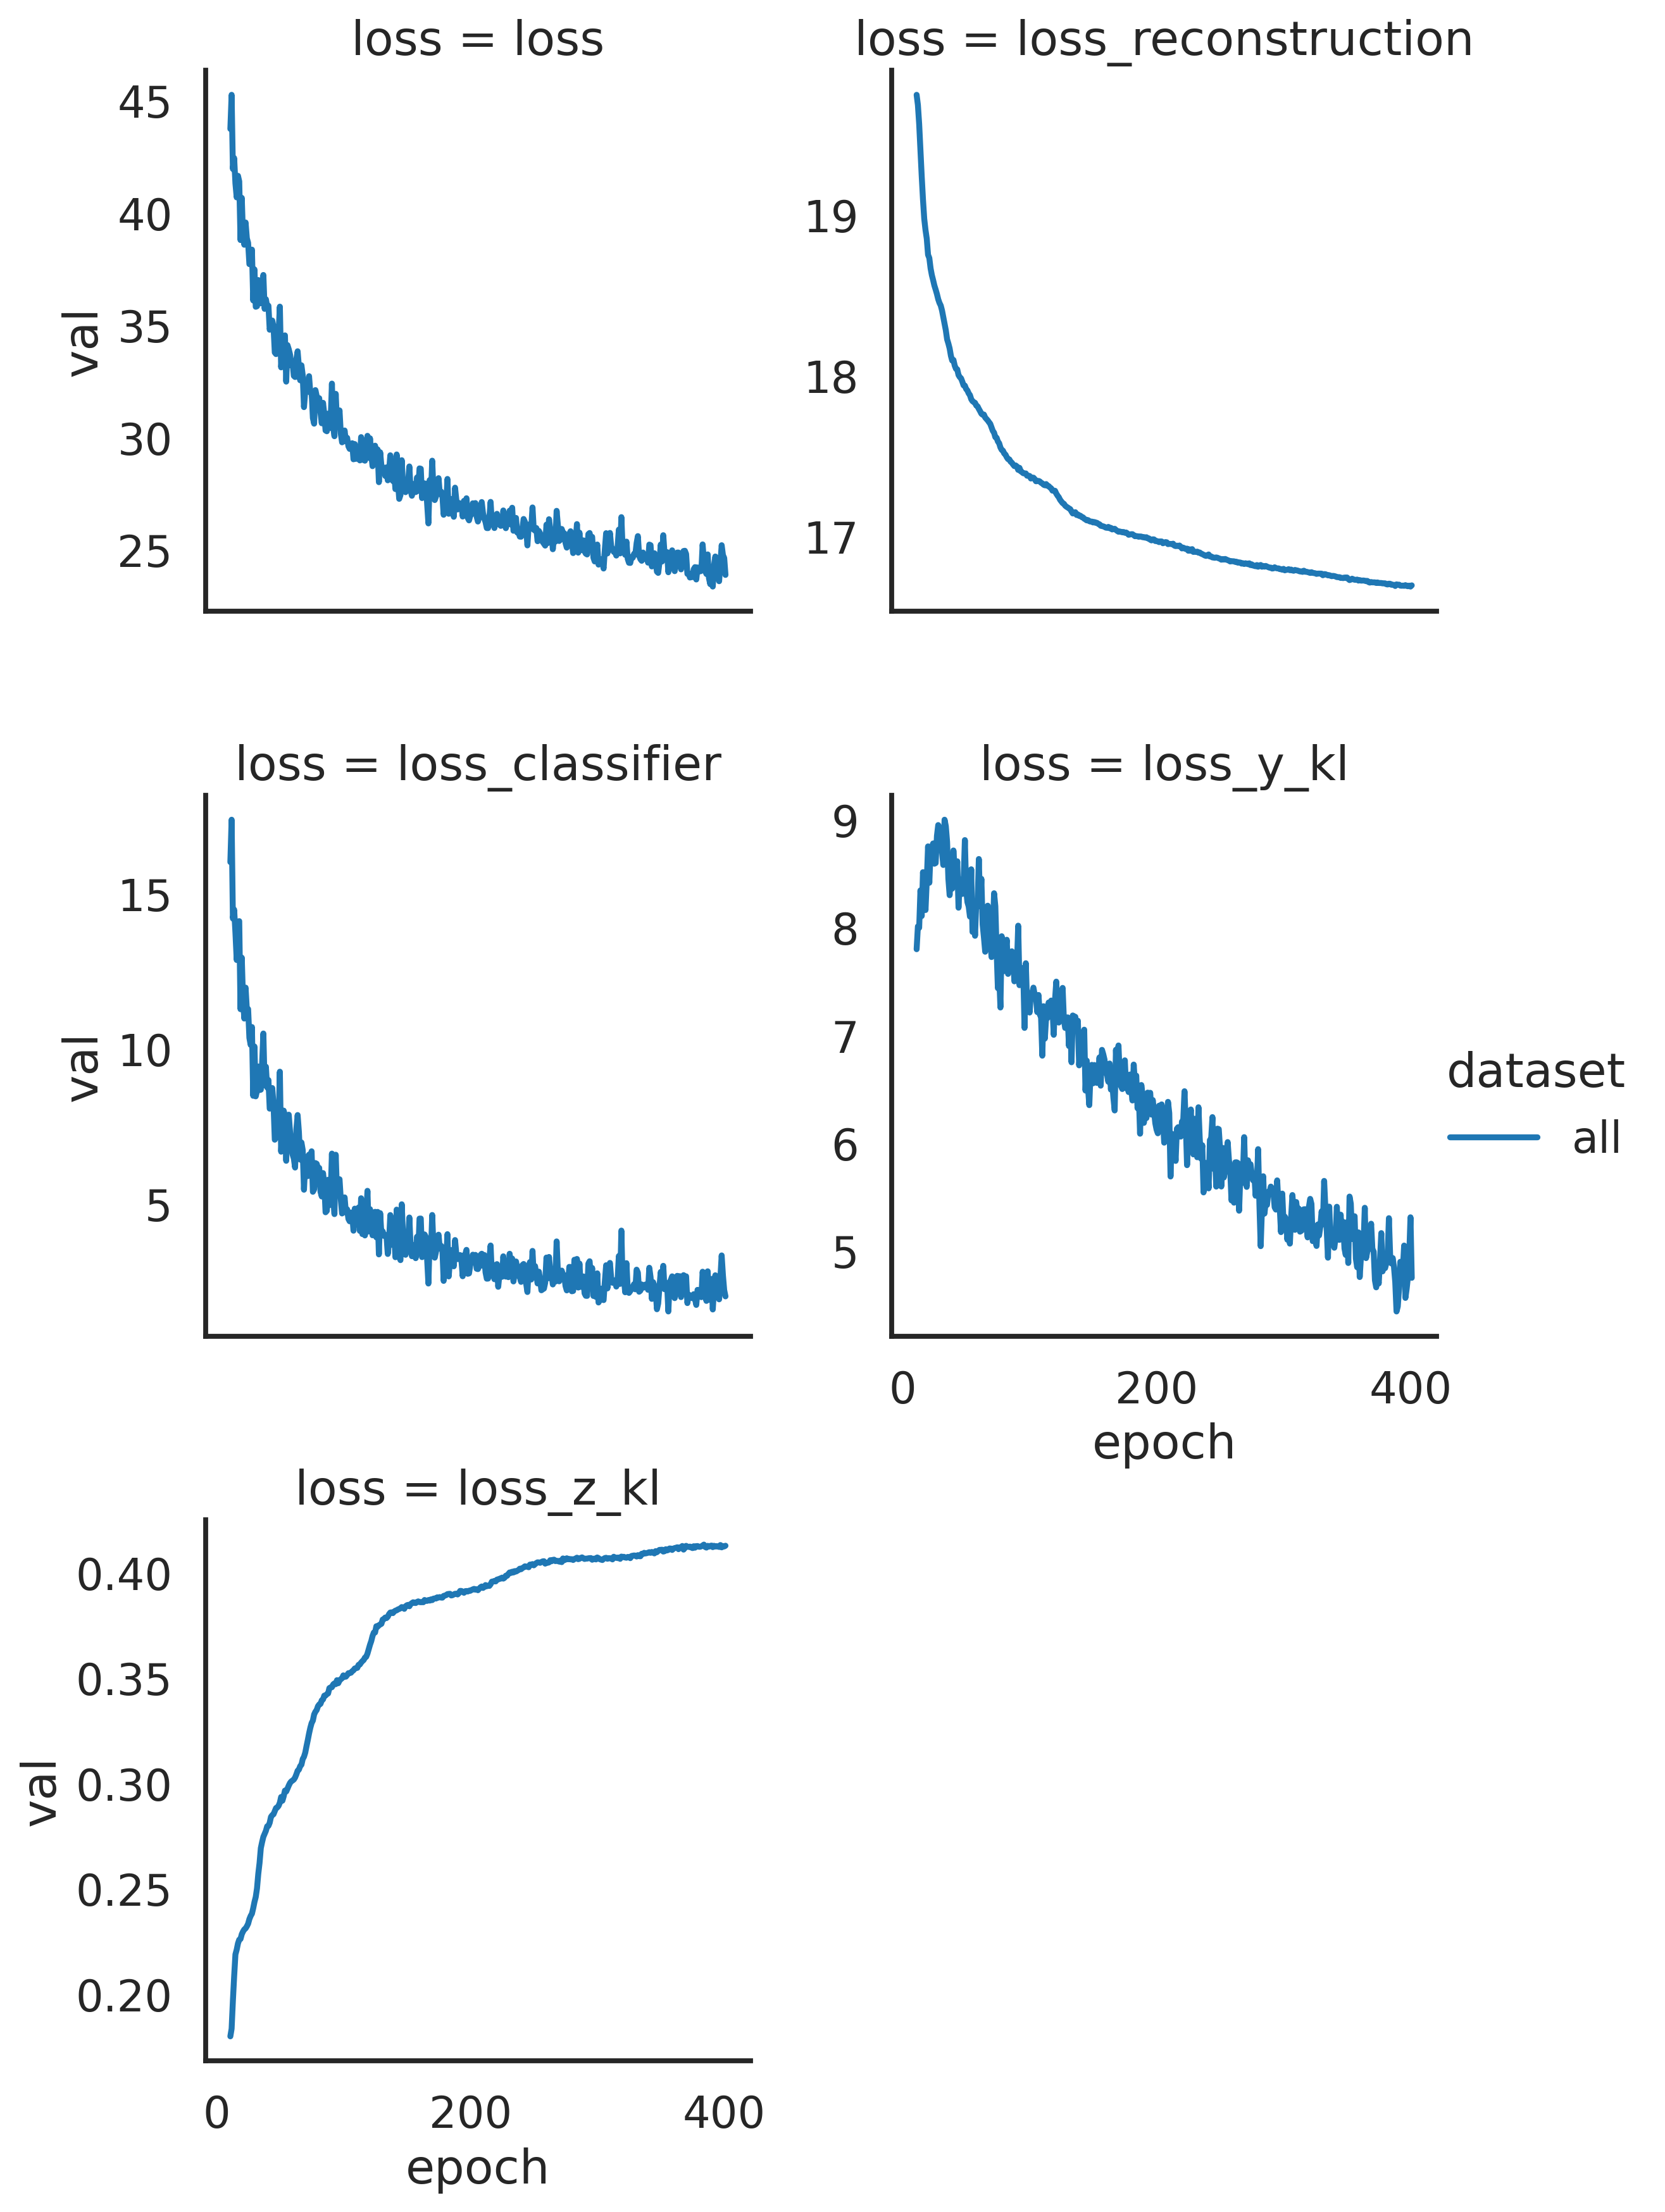 loss = loss
45
40
35
30
25
val
loss = loss_reconstruction
19
18
17
loss = loss_classifier
15
10
5
val
loss = loss_y_kl
9
8
7
6
5
0 200 400
epoch
dataset
all
loss = loss_z_kl
0.40
0.35
0.30
0.25
0.20
val
0 200 400
epoch